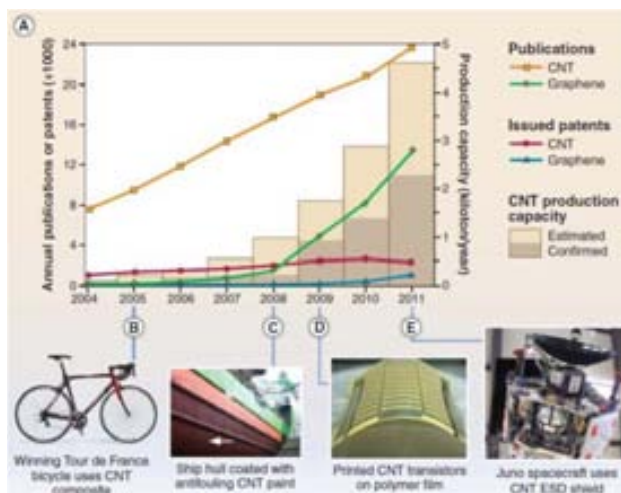 A
24
20
16
12
8
4
0
Annual publications or patents (x1000)
5
4
3
2
1
0
Production capacity (kiloton/year)
2004 2005 2006 2007 2008 2009 2010 2011
Publications
CNT
Graphene
Issued patents
CNT
Graphene
CNT production
capacity
Estimated
Confirmed
B
C
D
E
Winning Tour de France
bicycle uses CNT
composite
Ship hull coated with
antifouling CNT paint
Printed CNT transistors
on polymer film
Juno spacecraft uses
CNT ESD shield